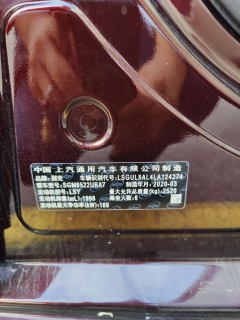 中国 上汽通用汽车有限公司制造
品牌: 别克 车辆识别代号: LSGUL8AL4LA124274
整车型号: SGM6522UBA7 制造年月: 2020-03
发动机型号: LSY 最大允许总质量(kg): 2520
发动机排量(mL): 1998 乘坐人数: 6
发动机最大净功率(kw): 169